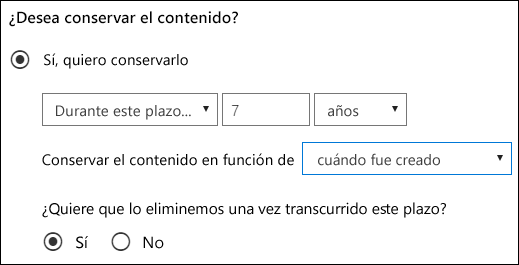 ¿Desea conservar el contenido?
Sí, quiero conservarlo
Durante este plazo... 7 años
Conservar el contenido en función de cuándo fue creado
¿Quiere que lo eliminemos una vez transcurrido este plazo?
Sí No